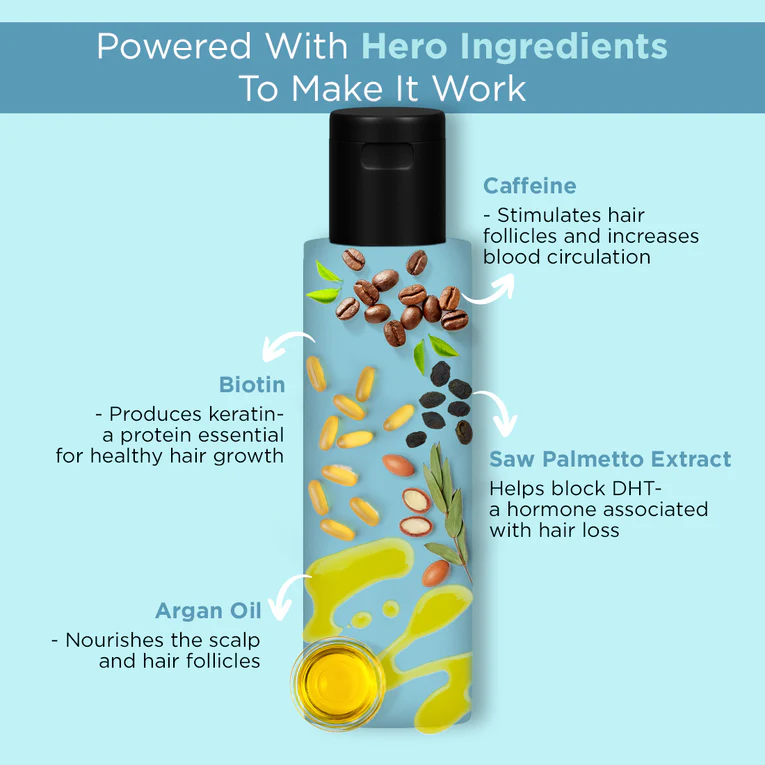 Powered With Hero Ingredients
To Make It Work
Caffeine
- Stimulates hair
follicles and increases
blood circulation
Biotin
- Produces keratin-
a protein essential
for healthy hair growth
Saw Palmetto Extract
Helps block DHT-
a hormone associated
with hair loss
Argan Oil
- Nourishes the scalp
and hair follicles